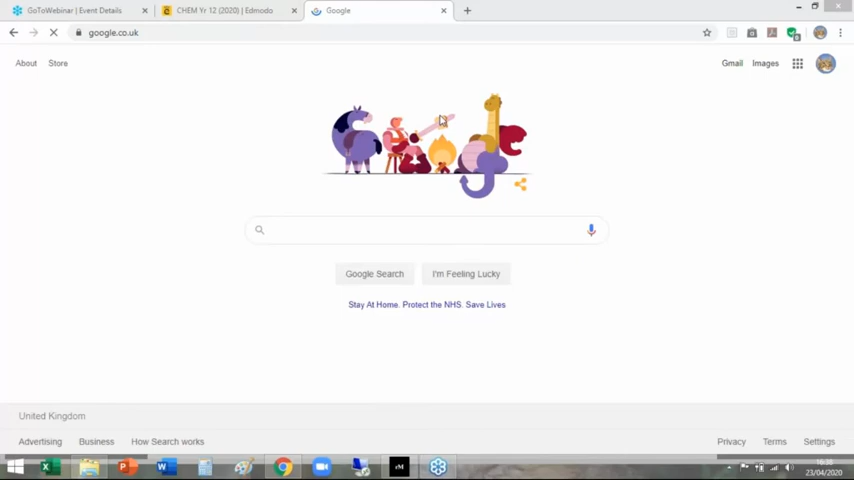 GoToWebinar | Event Details
CHEM Yr 12 (2020) | Edmodo
Google
google.co.uk
About Store Gmail Images
Google Search I'm Feeling Lucky
Stay At Home. Protect the NHS. Save Lives
United Kingdom
Advertising Business How Search works Privacy Terms Settings
16:38
23/04/2020